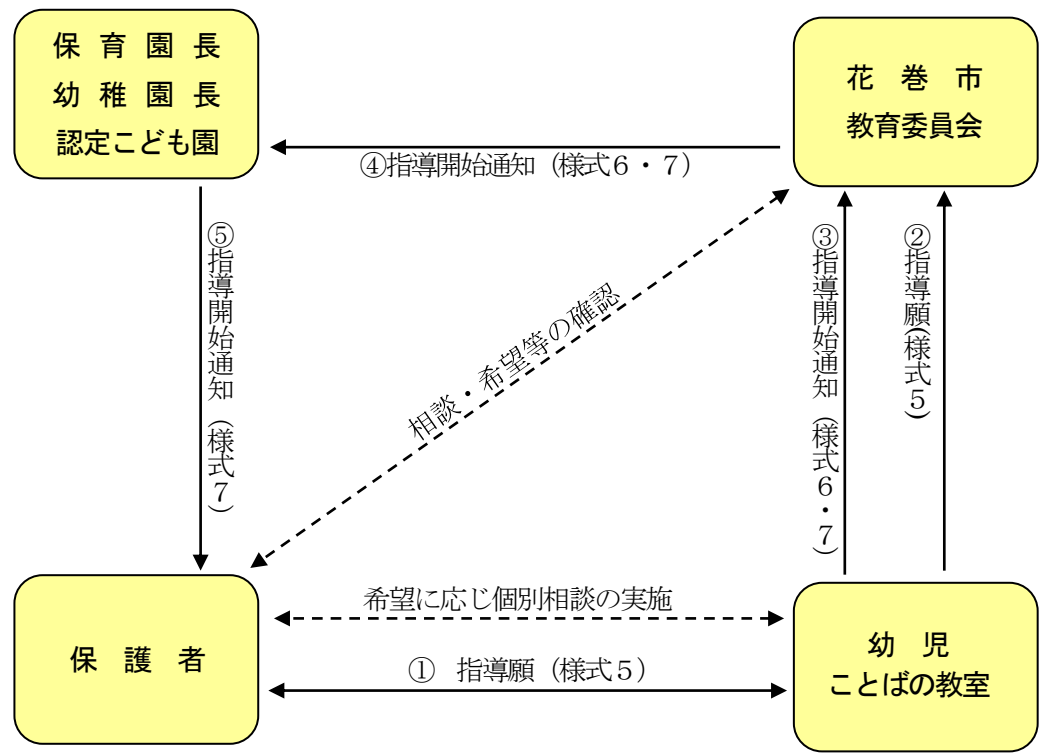 保 育 園 長
幼 稚 園 長
認定こども園
花 巻 市
教育委員会
④指導開始通知（様式６・７）
⑤指導開始通知（様式７）
相談・希望等の確認
③指導開始通知（様式６・７）
②指導願(様式５)
希望に応じ個別相談の実施
① 指導願（様式５）
保 護 者
幼 児
ことばの教室